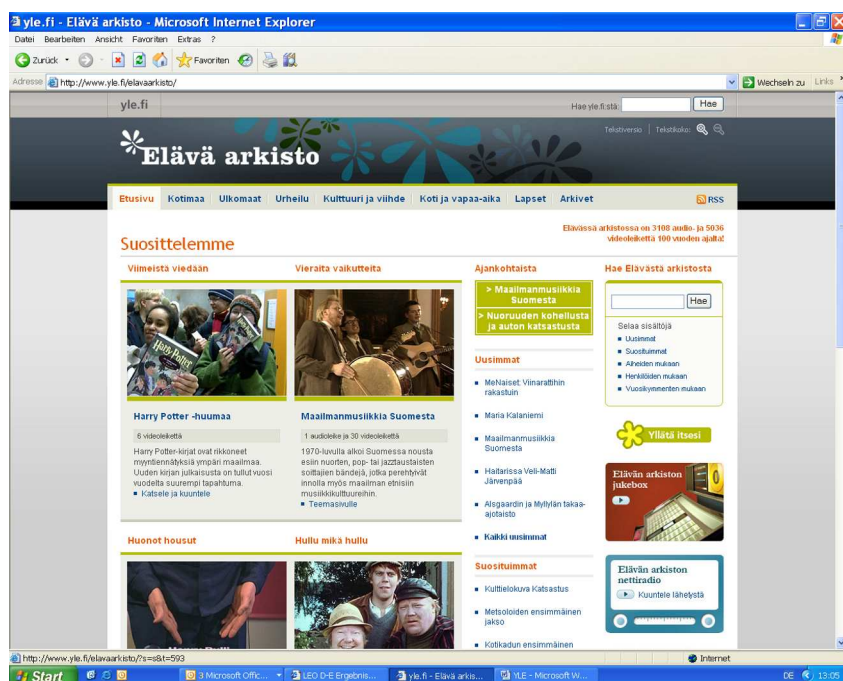 yle.fi - Elävä arkisto - Microsoft Internet Explorer
Datei Bearbeiten Ansicht Favoriten Extras ?
Zurück Favoriten
Adresse http://www.yle.fi/elavaarkisto/ Wechseln zu Links
yle.fi Hae yle.fi:stä: Hae
Tekstiversio | Tekstikoko:
Elävä arkisto
Etusivu Kotimaa Ulkomaat Urheilu Kulttuuri ja viihde Koti ja vapaa-aika Lapset Arkivet RSS
Elävässä arkistossa on 3108 audio- ja 5036
videoleikettä 100 vuoden ajalta!
Suosittelemme
Viimeistä viedään
Harry Potter
Harry Potter -huumaa
6 videoleikettä
Harry Potter-kirjat ovat rikkoneet
myyntiennätyksiä ympäri maailmaa.
Uuden kirjan julkaisusta on tullut vuosi
vuodelta suurempi tapahtuma.
Katsele ja kuuntele
Vieraita vaikutteita
Maailmanmusiikkia Suomesta
1 audioleike ja 30 videoleikettä
1970-luvulla alkoi Suomessa nousta
esiin nuorten, pop- tai jazztaustaisten
soittajien bändejä, jotka perehtyivät
innolla myös maailman etnisiin
musiikkikulttuureihin.
Teemasivulle
Huonot housut
Hullu mikä hullu
Ajankohtaista
> Maailmanmusiikkia
Suomesta
> Nuoruuden kohellusta
ja auton katsastusta
Uusimmat
MeNaiset: Viinarattihin
rakastuin
Maria Kalaniemi
Maailmanmusiikkia
Suomesta
Haitarissa Veli-Matti
Järvenpää
Alsgaardin ja Myllylän takaa-
ajotaisto
Kaikki uusimmat
Suosituimmat
Kulttielokuva Katsastus
Metsoloiden ensimmäinen
jakso
Kotikadun ensimmäinen
Hae Elävästä arkistosta
Hae
Selaa sisältöjä
Uusimmat
Suosituimmat
Aiheiden mukaan
Henkilöiden mukaan
Vuosikymmenten mukaan
Yllätä itsesi
Elävän arkiston
jukebox
Elävän arkiston
nettiradio
Kuuntele lähetystä
http://www.yle.fi/elavaarkisto/?s=s&t=593 Internet
Start 3 Microsoft Offic... LEO D-E Ergebnis... yle.fi - Elävä arkis... YLE - Microsoft W... DE 13:05